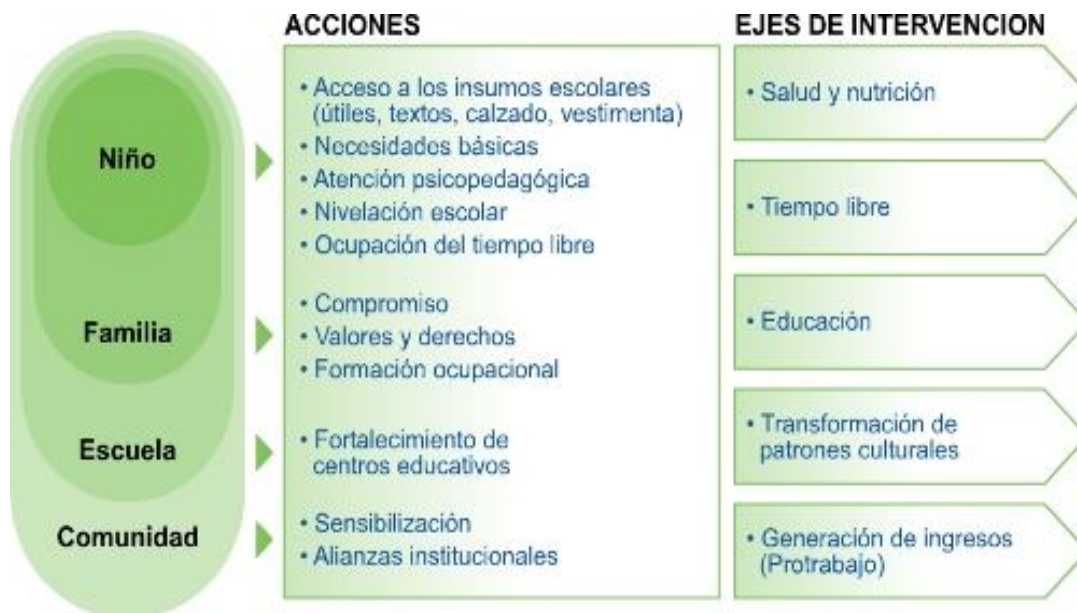 ACCIONES
EJES DE INTERVENCION
Niño
• Acceso a los insumos escolares
(útiles, textos, calzado, vestimenta)
• Necesidades básicas
• Atención psicopedagógica
• Nivelación escolar
• Ocupación del tiempo libre
Familia
• Compromiso
• Valores y derechos
• Formación ocupacional
Escuela
• Fortalecimiento de
centros educativos
Comunidad
• Sensibilización
• Alianzas institucionales
• Salud y nutrición
• Tiempo libre
• Educación
• Transformación de
patrones culturales
• Generación de ingresos
(Protrabajo)